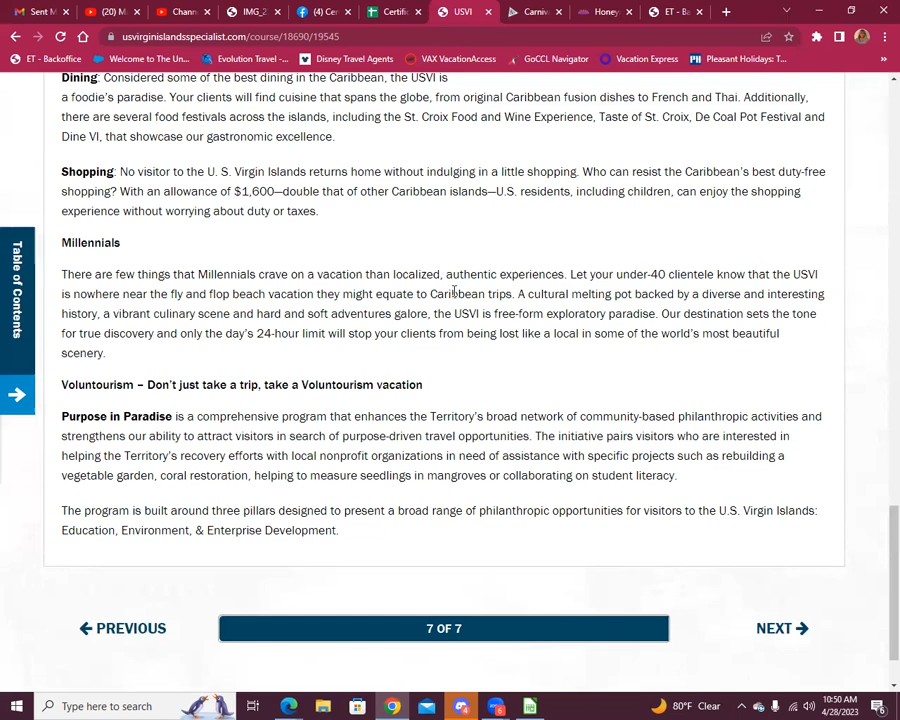 Sent M
(20) M
Chann
IMG_2
(4) Cer
Certific
USVI
Carniv
Honey
ET - Ba
usvirginislandsspecialist.com/course/18690/19545
ET - Backoffice
Welcome to The Un...
Evolution Travel -...
Disney Travel Agents
VAX VacationAccess
GoCCL Navigator
Vacation Express
Pleasant Holidays: T...
Dining: Considered some of the best dining in the Caribbean, the USVI is
a foodie's paradise. Your clients will find cuisine that spans the globe, from original Caribbean fusion dishes to French and Thai. Additionally,
there are several food festivals across the islands, including the St. Croix Food and Wine Experience, Taste of St. Croix, De Coal Pot Festival and
Dine VI, that showcase our gastronomic excellence.
Shopping: No visitor to the U. S. Virgin Islands returns home without indulging in a little shopping. Who can resist the Caribbean's best duty-free
shopping? With an allowance of $1,600—double that of other Caribbean islands—U.S. residents, including children, can enjoy the shopping
experience without worrying about duty or taxes.
Table of Contents
Millennials
There are few things that Millennials crave on a vacation than localized, authentic experiences. Let your under-40 clientele know that the USVI
is nowhere near the fly and flop beach vacation they might equate to Caribbean trips. A cultural melting pot backed by a diverse and interesting
history, a vibrant culinary scene and hard and soft adventures galore, the USVI is free-form exploratory paradise. Our destination sets the tone
for true discovery and only the day's 24-hour limit will stop your clients from being lost like a local in some of the world's most beautiful
scenery.
Voluntourism – Don't just take a trip, take a Voluntourism vacation
Purpose in Paradise is a comprehensive program that enhances the Territory's broad network of community-based philanthropic activities and
strengthens our ability to attract visitors in search of purpose-driven travel opportunities. The initiative pairs visitors who are interested in
helping the Territory's recovery efforts with local nonprofit organizations in need of assistance with specific projects such as rebuilding a
vegetable garden, coral restoration, helping to measure seedlings in mangroves or collaborating on student literacy.
The program is built around three pillars designed to present a broad range of philanthropic opportunities for visitors to the U.S. Virgin Islands:
Education, Environment, & Enterprise Development.
PREVIOUS
7 OF 7
NEXT
Type here to search
80°F Clear
10:50 AM
4/28/2023